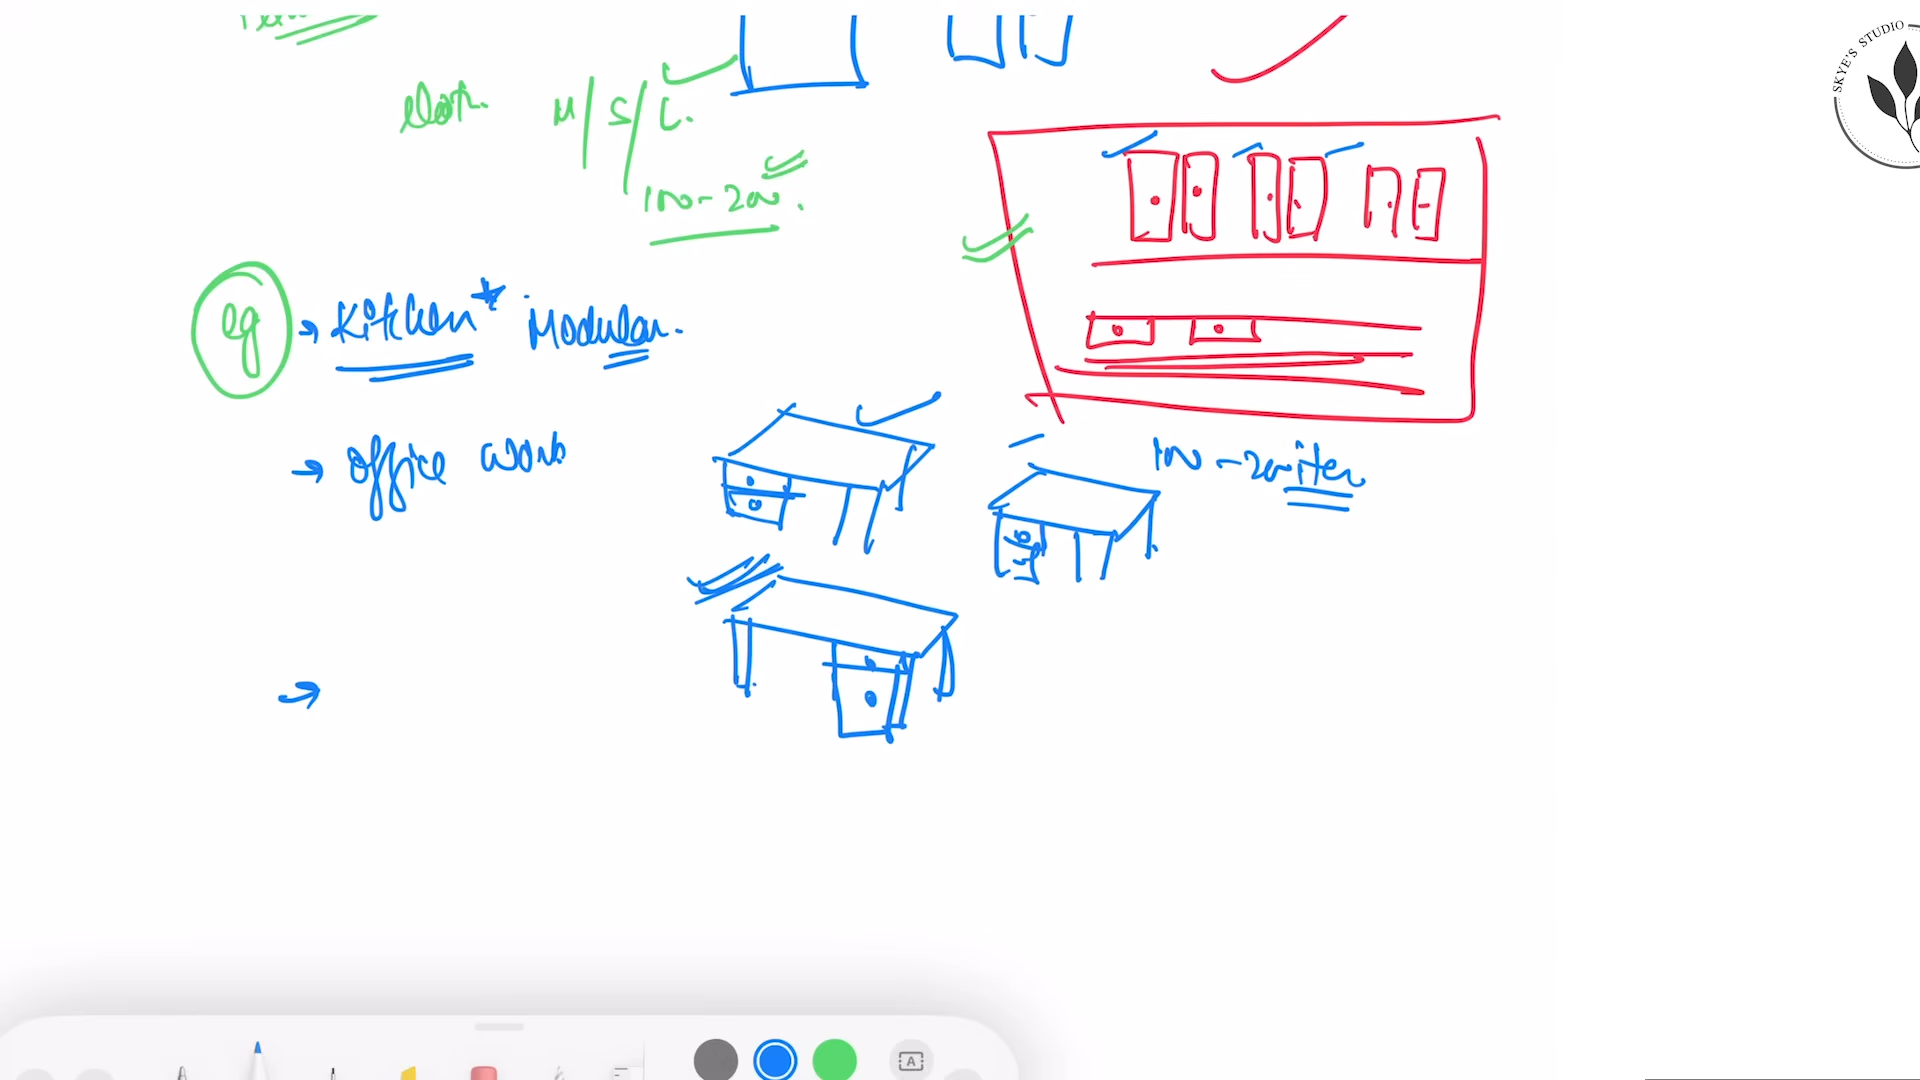 SKYE'S STUDIO
M/S/L.
100-200.
eg → Kitchen* Modular.
→ office work
100-200 item
→
A